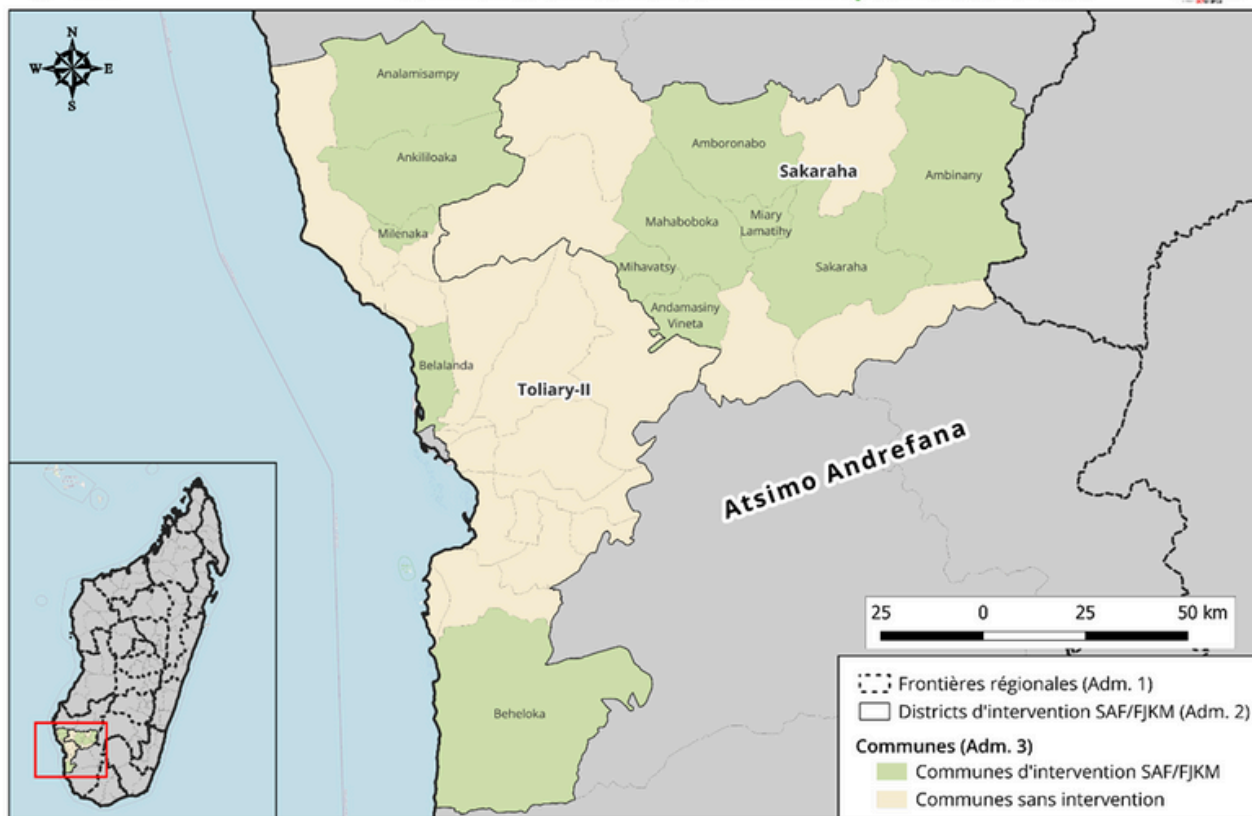 N
W E
S
Analamisampy
Ankililoaka
Milenaka
Belalanda
Toliary-II
Beheloka
Amboronabo
Sakaraha
Ambinany
Mahaboboka
Miary
Lamatihy
Mihavatsy
Sakaraha
Andamasiny
Vineta
Atsimo Andrefana
25 0 25 50 km
Frontières régionales (Adm. 1)
Districts d'intervention SAF/FJKM (Adm. 2)
Communes (Adm. 3)
Communes d'intervention SAF/FJKM
Communes sans intervention